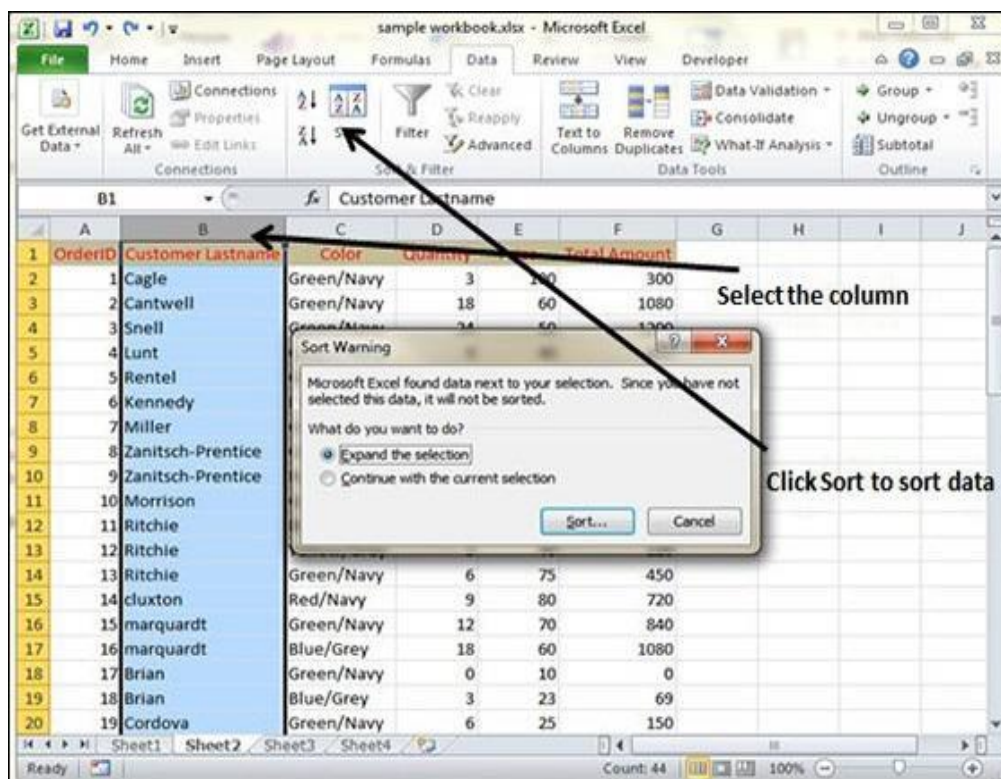 sample workbook.xlsx - Microsoft Excel
File Home Insert Page Layout Formulas Data Review View Developer
Get External Data
Refresh All
Connections
Properties
Edit Links
Connections
Filter
Clear
Reapply
Advanced
Sort & Filter
Text to Columns
Remove Duplicates
Data Validation
Consolidate
What-If Analysis
Data Tools
Group
Ungroup
Subtotal
Outline
B1 fx Customer Lastname
A B C D E F G H I J
1 OrderID Customer Lastname Color Quantity Total Amount
2 1 Cagle Green/Navy 3 100 300
3 2 Cantwell Green/Navy 18 60 1080
4 3 Snell Green/Navy 24 50 1200
5 4 Lunt
6 5 Rentel
7 6 Kennedy
8 7 Miller
9 8 Zanitsch-Prentice
10 9 Zanitsch-Prentice
11 10 Morrison
12 11 Ritchie
13 12 Ritchie
14 13 Ritchie Green/Navy 6 75 450
15 14 cluxton Red/Navy 9 80 720
16 15 marquardt Green/Navy 12 70 840
17 16 marquardt Blue/Grey 18 60 1080
18 17 Brian Green/Navy 0 10 0
19 18 Brian Blue/Grey 3 23 69
20 19 Cordova Green/Navy 6 25 150
Select the column
Sort Warning
Microsoft Excel found data next to your selection. Since you have not
selected this data, it will not be sorted.
What do you want to do?
Expand the selection
Continue with the current selection
Sort... Cancel
Click Sort to sort data
Sheet1 Sheet2 Sheet3 Sheet4
Ready Count: 44 100%